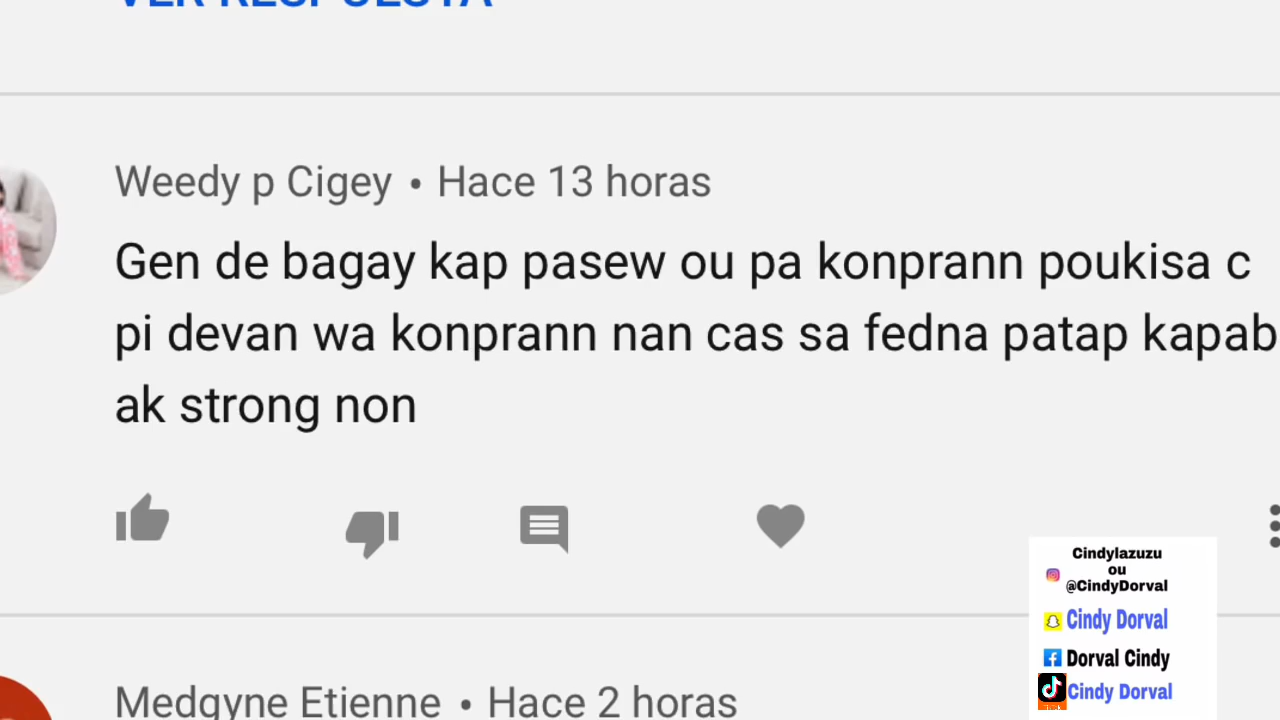 VER RESPUESTA
Weedy p Cigey • Hace 13 horas
Gen de bagay kap pasew ou pa konprann poukisa c
pi devan wa konprann nan cas sa fedna patap kapab
ak strong non
Cindylazuzu
ou
@CindyDorval
Cindy Dorval
Dorval Cindy
Cindy Dorval
Medgyne Etienne • Hace 2 horas